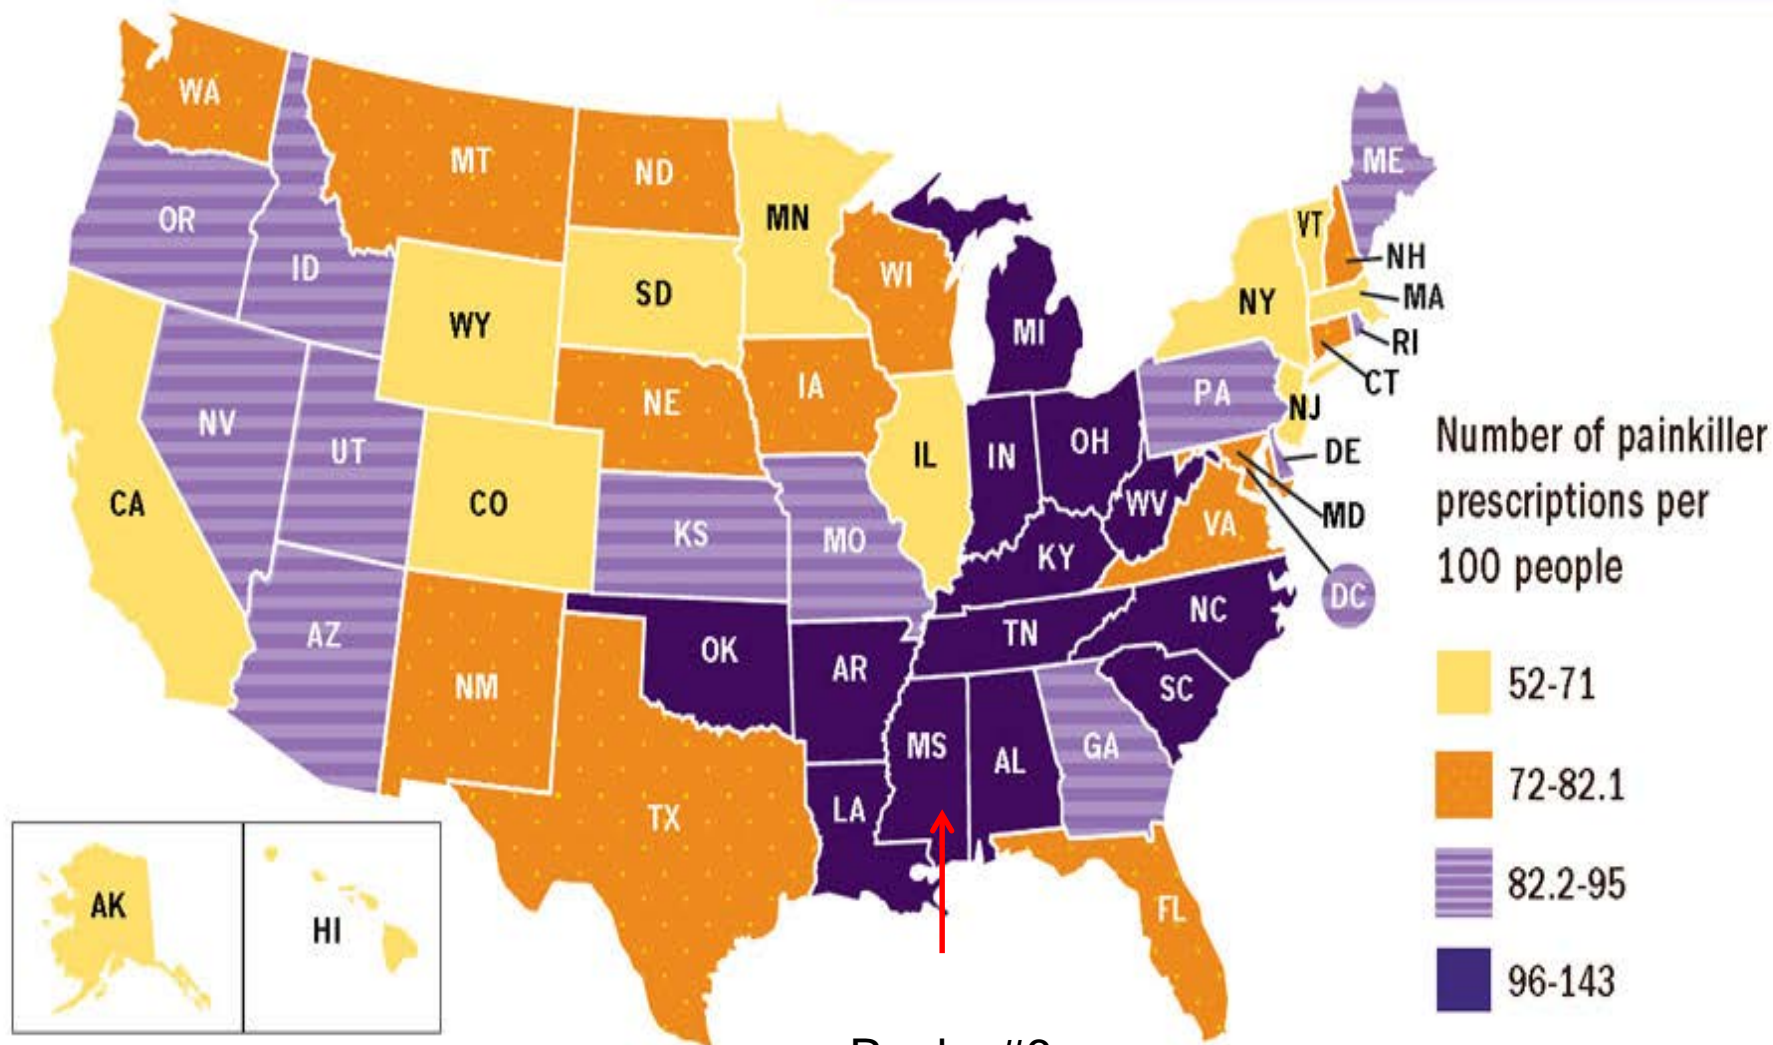 WA
MT
ND
MN
OR
ID
WY
SD
WI
MI
ME
VT
NH
NY
MA
RI
CT
NV
UT
CA
CO
NE
IA
IL
IN
OH
PA
NJ
DE
MD
DC
WV
VA
KS
MO
KY
AZ
NM
OK
AR
TN
NC
SC
TX
LA
MS
AL
GA
FL
AK
HI
Number of painkiller
prescriptions per
100 people
52-71
72-82.1
82.2-95
96-143